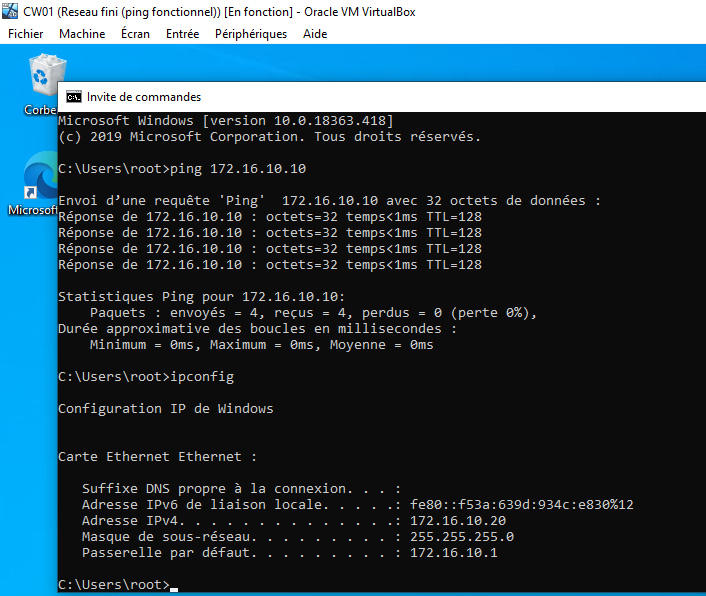 CW01 (Reseau fini (ping fonctionnel)) [En fonction] - Oracle VM VirtualBox
Fichier Machine Écran Entrée Périphériques Aide
Corbe
Invite de commandes
Microsoft Windows [version 10.0.18363.418]
(c) 2019 Microsoft Corporation. Tous droits réservés.
C:\Users\root>ping 172.16.10.10
Microsoft
Envoi d’une requête 'Ping'  172.16.10.10 avec 32 octets de données :
Réponse de 172.16.10.10 : octets=32 temps<1ms TTL=128
Réponse de 172.16.10.10 : octets=32 temps<1ms TTL=128
Réponse de 172.16.10.10 : octets=32 temps<1ms TTL=128
Réponse de 172.16.10.10 : octets=32 temps<1ms TTL=128
Statistiques Ping pour 172.16.10.10:
Paquets : envoyés = 4, reçus = 4, perdus = 0 (perte 0%),
Durée approximative des boucles en millisecondes :
Minimum = 0ms, Maximum = 0ms, Moyenne = 0ms
C:\Users\root>ipconfig
Configuration IP de Windows
Carte Ethernet Ethernet :
Suffixe DNS propre à la connexion. . . :
Adresse IPv6 de liaison locale. . . . .: fe80::f53a:639d:934c:e830%12
Adresse IPv4. . . . . . . . . . . . . .: 172.16.10.20
Masque de sous-réseau. . . . . . . . . : 255.255.255.0
Passerelle par défaut. . . . . . . . . : 172.16.10.1
C:\Users\root>